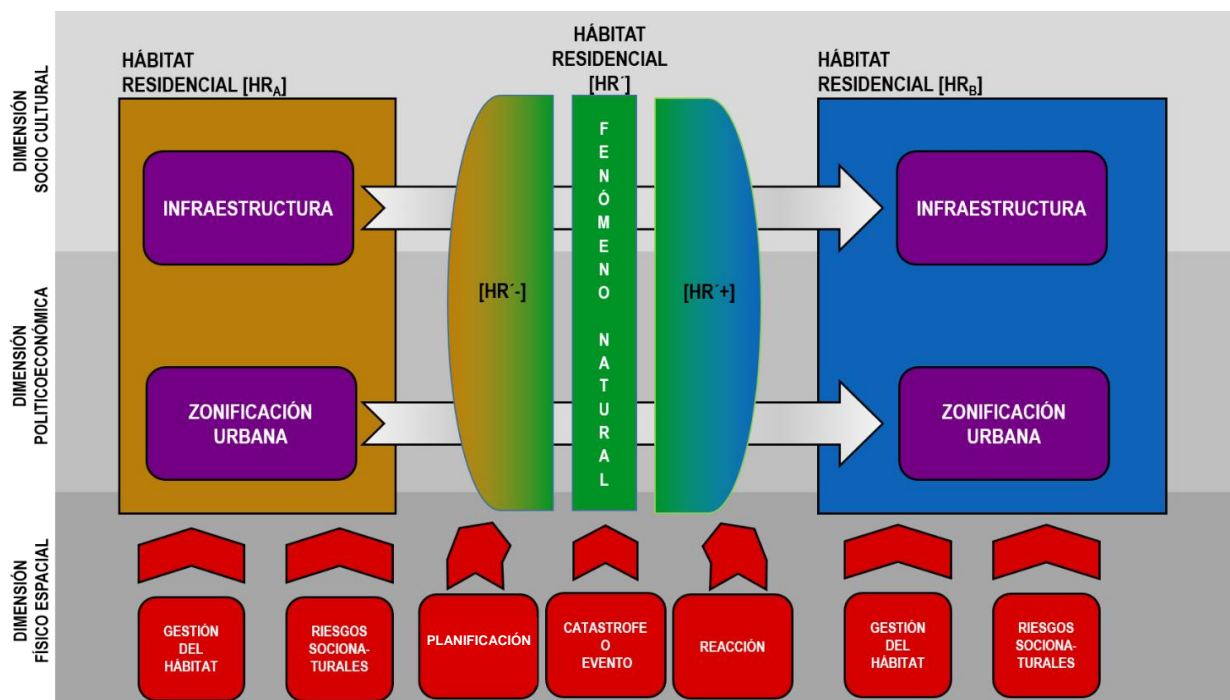 DIMENSIÓN
SOCIO CULTURAL
DIMENSIÓN
POLITICOECONÓMICA
DIMENSIÓN
FÍSICO ESPACIAL
HÁBITAT
RESIDENCIAL [HRA]
INFRAESTRUCTURA
ZONIFICACIÓN
URBANA
HÁBITAT
RESIDENCIAL
[HR´]
[HR´-]
FENÓMENO NATURAL
[HR´+]
HÁBITAT
RESIDENCIAL [HRB]
INFRAESTRUCTURA
ZONIFICACIÓN
URBANA
GESTIÓN
DEL
HÁBITAT
RIESGOS
SOCIONA-
TURALES
PLANIFICACIÓN
CATASTROFE
O
EVENTO
REACCIÓN
GESTIÓN
DEL
HÁBITAT
RIESGOS
SOCIONA-
TURALES